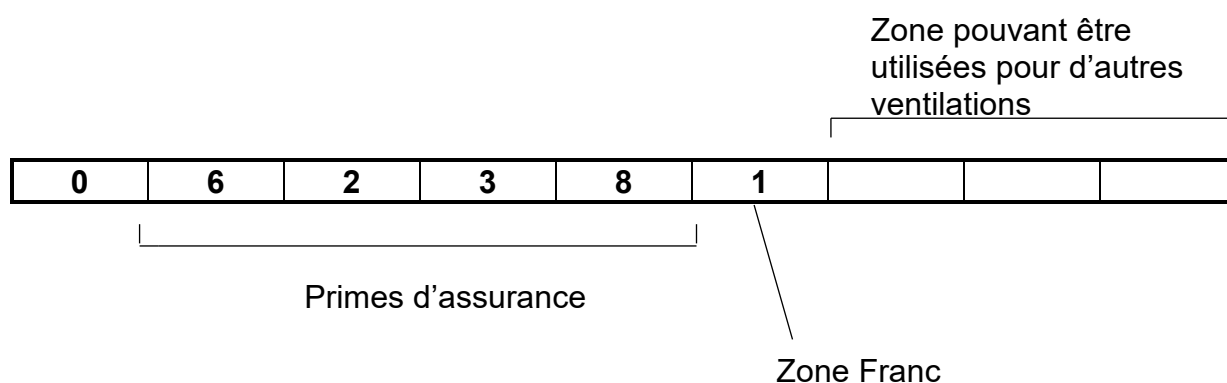 Zone pouvant être
utilisées pour d’autres
ventilations
0 6 2 3 8 1
Primes d’assurance
Zone Franc